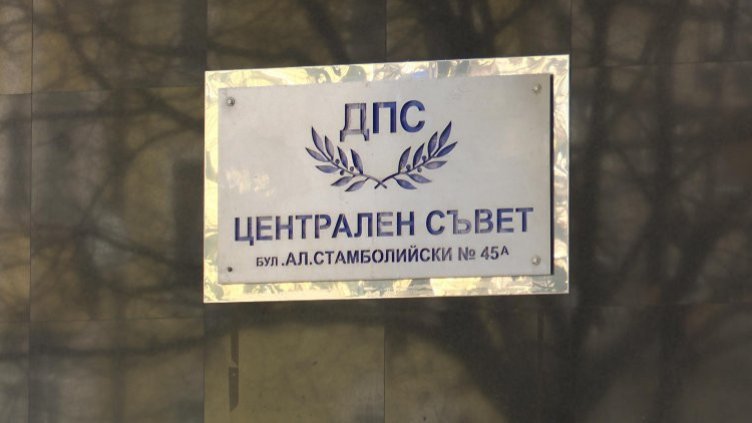 ДПС
ЦЕНТРАЛЕН СЪВЕТ
БУЛ .АЛ.СТАМБОЛИЙСКИ № 45А